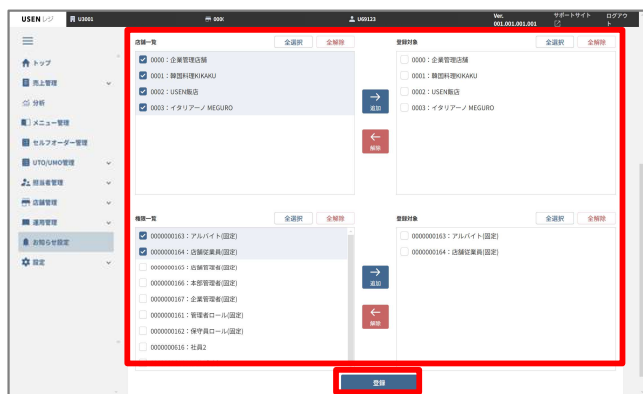 USENレジ U3001 000X U69123 Ver. 001.001.001.001 サポートサイト ログアウト
トップ
売上管理
分析
メニュー管理
セルフオーダー管理
UTO/UMO管理
担当者管理
店舗管理
運用管理
お知らせ設定
設定
店舗一覧 全選択 全解除
0000：企業管理店舗
0001：韓国料理KIKAKU
0002：USEN飯店
0003：イタリアーノ MEGURO
追加
解除
登録対象 全選択 全解除
0000：企業管理店舗
0001：韓国料理KIKAKU
0002：USEN飯店
0003：イタリアーノ MEGURO
権限一覧 全選択 全解除
0000000163：アルバイト(固定)
0000000164：店舗従業員(固定)
0000000165：店舗管理者(固定)
0000000166：本部管理者(固定)
0000000167：企業管理者(固定)
0000000161：管理者ロール(固定)
0000000162：保守員ロール(固定)
0000000616：社員2
追加
解除
登録対象 全選択 全解除
0000000163：アルバイト(固定)
0000000164：店舗従業員(固定)
登録